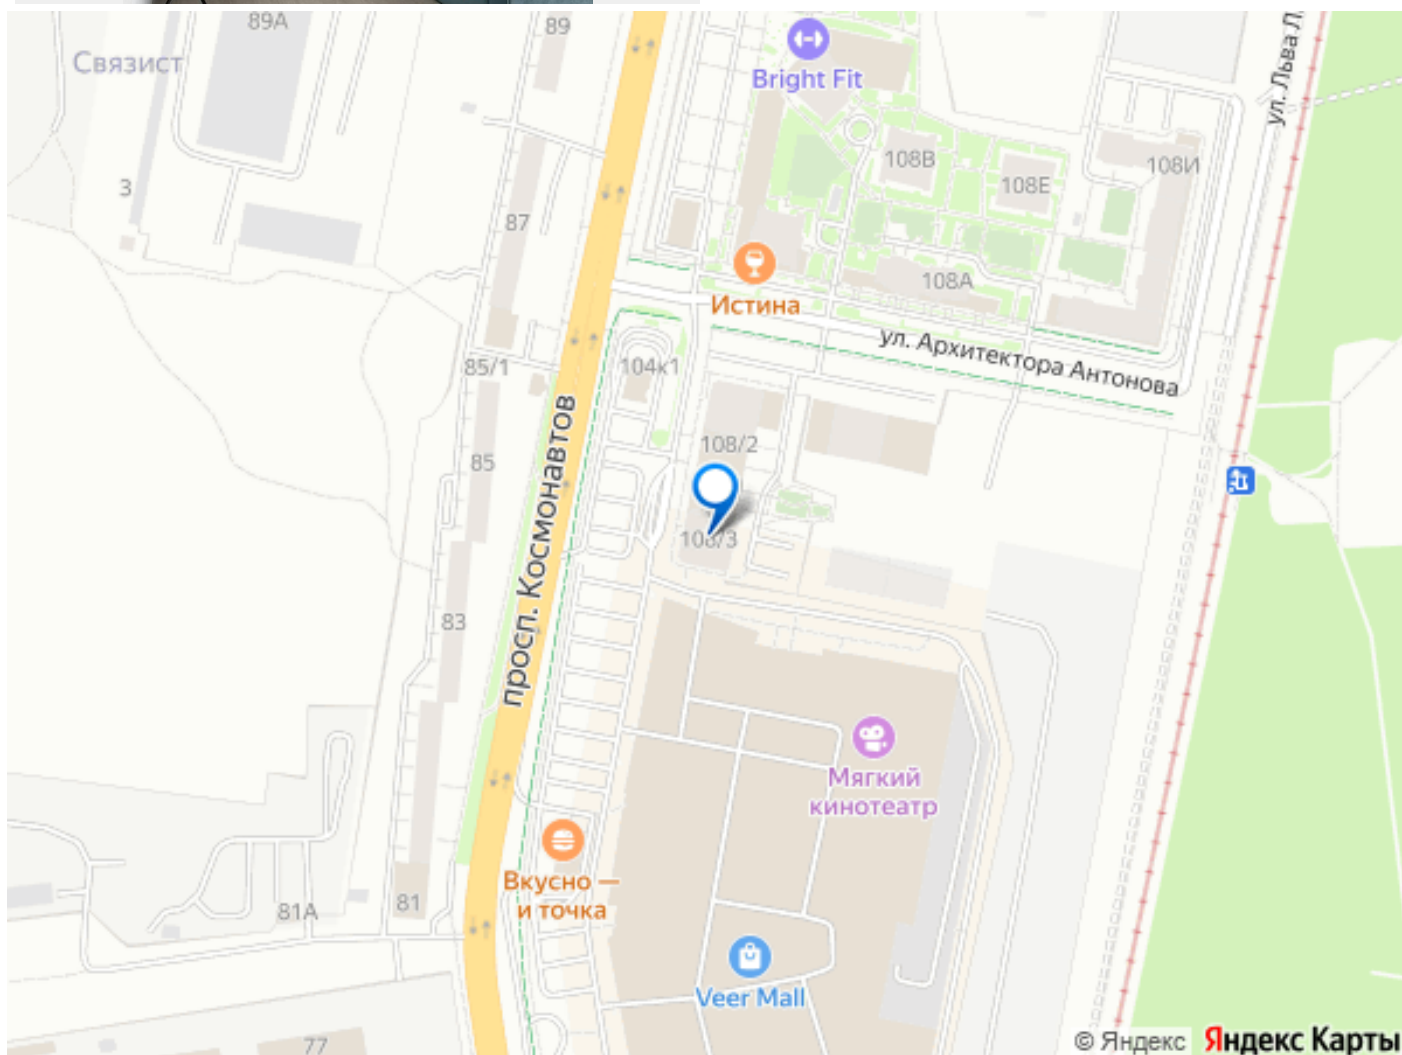 89А
89
Связист
Bright Fit
ул. Льва Л
108В
108Е
108И
3
87
108А
Истина
ул. Архитектора Антонова
85/1
104к1
просп. Космонавтов
108/2
85
108/3
83
Мягкий
кинотеатр
Вкусно —
и точка
81А
81
Veer Mall
77
© Яндекс Яндекс Карты